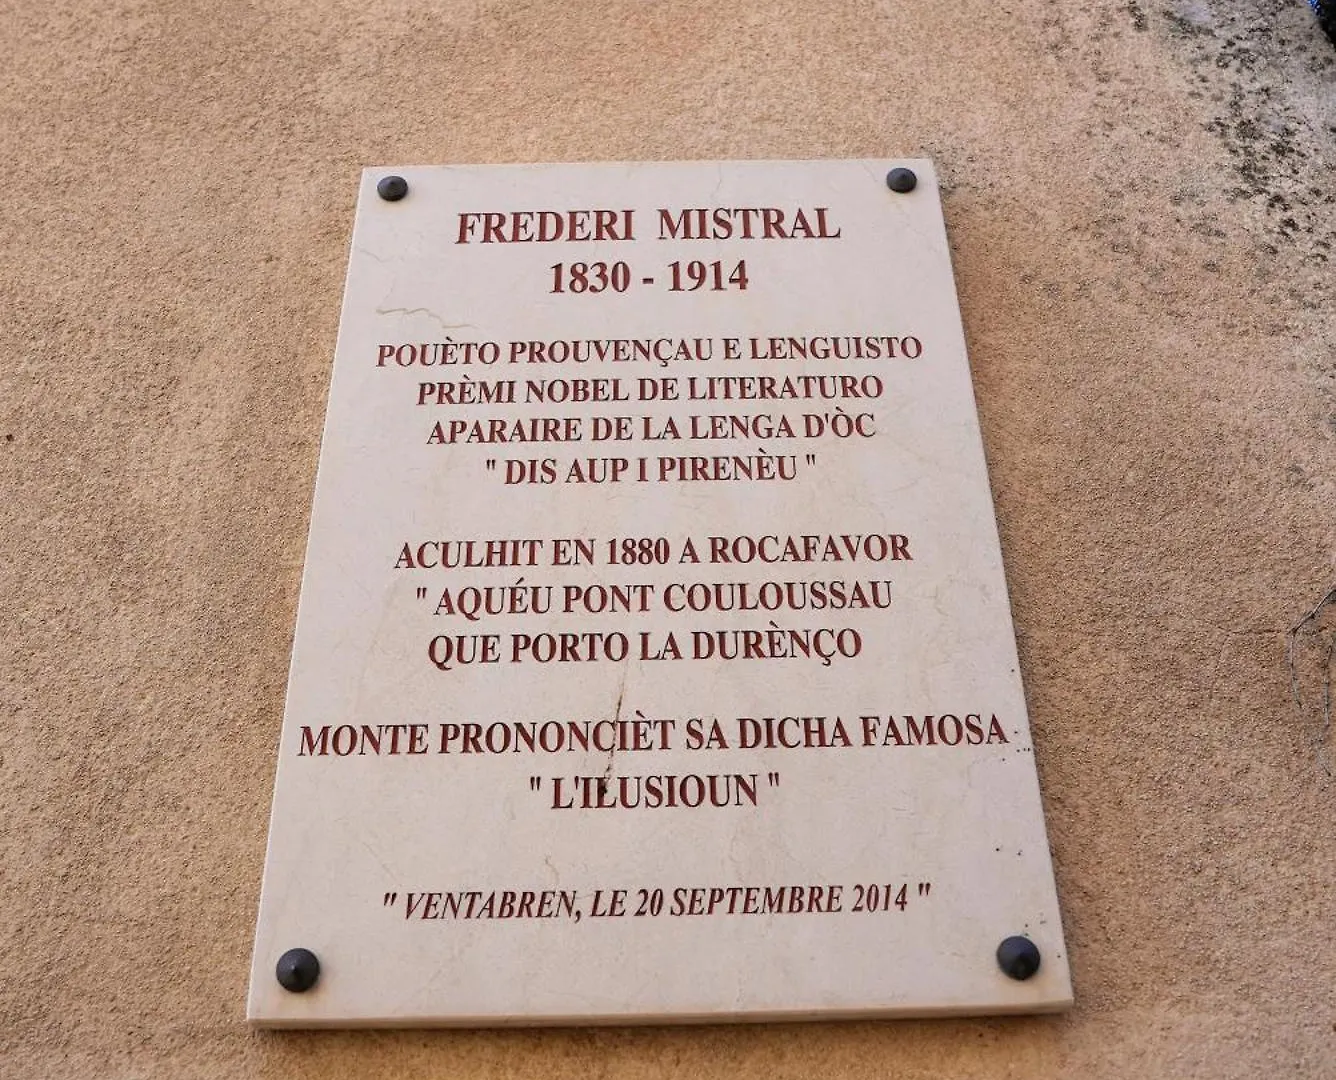 FREDERI MISTRAL
1830 - 1914
POUÈTO PROUVENÇAU E LENGUISTO
PRÈMI NOBEL DE LITERATURO
APARAIRE DE LA LENGA D'ÒC
" DIS AUP I PIRENÈU "
ACULHIT EN 1880 A ROCAFAVOR
" AQUÉU PONT COULOUSSAU
QUE PORTO LA DURÈNÇO
MONTE PRONONCIÈT SA DICHA FAMOSA
" L'ILUSIOUN "
" VENTABREN, LE 20 SEPTEMBRE 2014 "